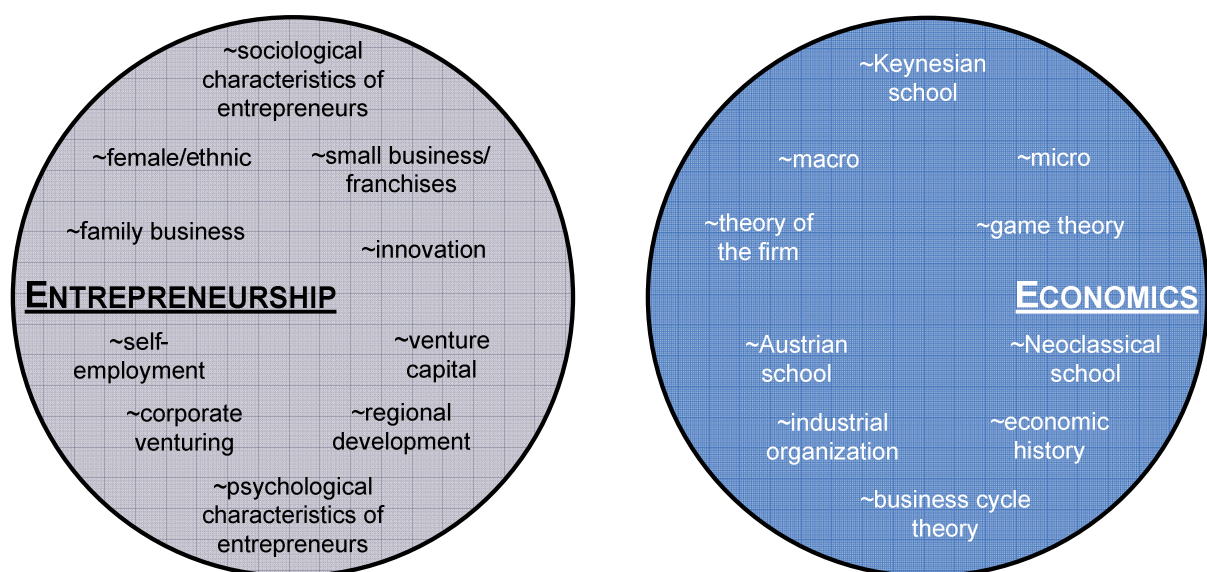 ~sociological
characteristics of
entrepreneurs
~female/ethnic
~small business/
franchises
~family business
~innovation
ENTREPRENEURSHIP
~self-
employment
~venture
capital
~corporate
venturing
~regional
development
~psychological
characteristics of
entrepreneurs
~Keynesian
school
~macro
~micro
~theory of
the firm
~game theory
ECONOMICS
~Austrian
school
~Neoclassical
school
~industrial
organization
~economic
history
~business cycle
theory